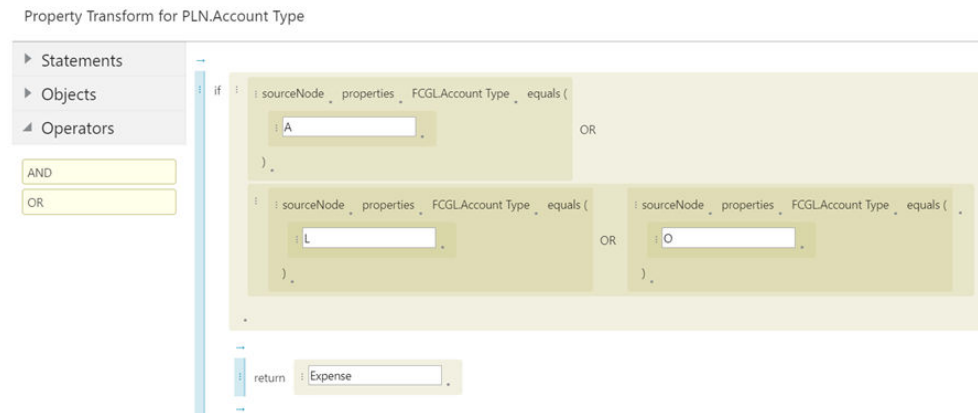 Property Transform for PLN.Account Type
Statements
Objects
Operators
AND
OR
if
sourceNode properties FCGL.Account Type equals (
A
OR
)
sourceNode properties FCGL.Account Type equals (
L
)
OR
sourceNode properties FCGL.Account Type equals (
O
)
return Expense